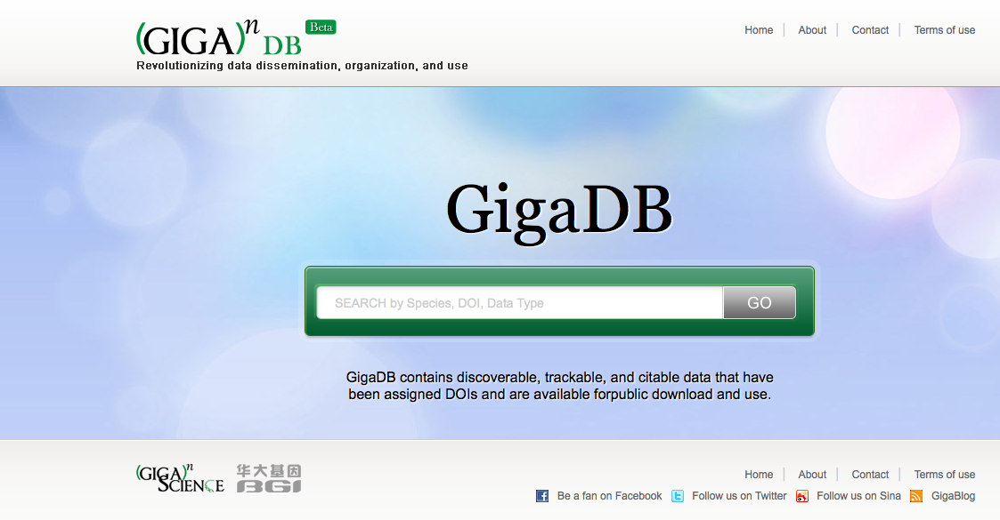 (GIGA)n DB Beta
Revolutionizing data dissemination, organization, and use
Home About Contact Terms of use
GigaDB
SEARCH by Species, DOI, Data Type GO
GigaDB contains discoverable, trackable, and citable data that have
been assigned DOIs and are available forpublic download and use.
(GIGA)n
SCIENCE
华大基因
BGI
Home About Contact Terms of use
Be a fan on Facebook Follow us on Twitter Follow us on Sina GigaBlog